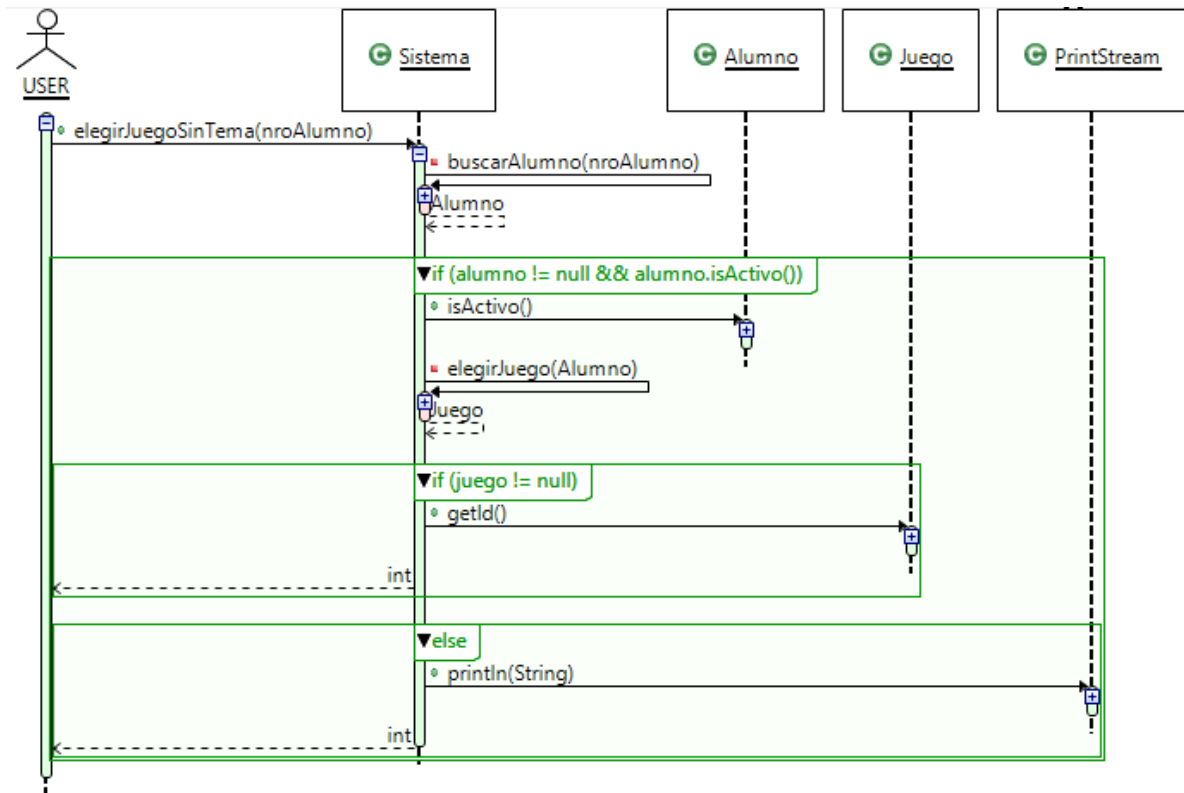 USER
C Sistema
C Alumno
C Juego
C PrintStream
elegirJuegoSinTema(nroAlumno)
buscarAlumno(nroAlumno)
Alumno
if (alumno != null && alumno.isActivo())
isActivo()
elegirJuego(Alumno)
Juego
if (juego != null)
getId()
int
else
println(String)
int